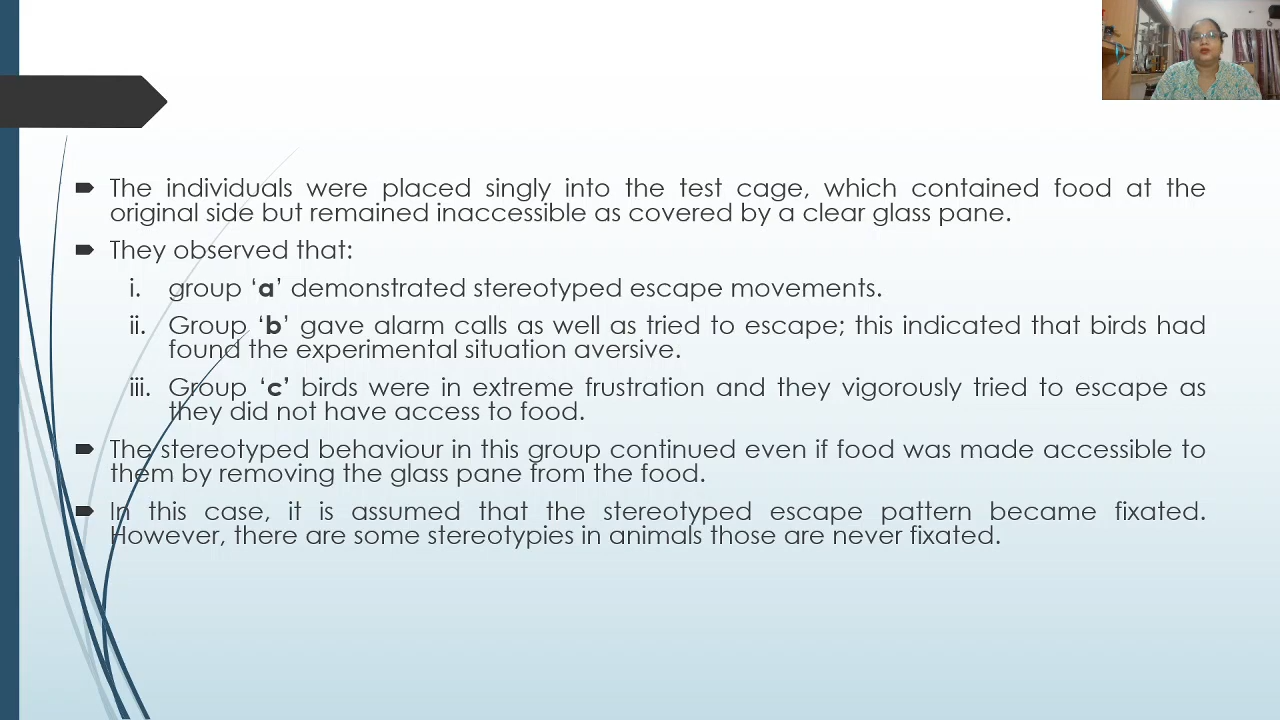 The individuals were placed singly into the test cage, which contained food at the
original side but remained inaccessible as covered by a clear glass pane.
They observed that:
i. group ‘a’ demonstrated stereotyped escape movements.
ii. Group ‘b’ gave alarm calls as well as tried to escape; this indicated that birds had
found the experimental situation aversive.
iii. Group ‘c’ birds were in extreme frustration and they vigorously tried to escape as
they did not have access to food.
The stereotyped behaviour in this group continued even if food was made accessible to
them by removing the glass pane from the food.
In this case, it is assumed that the stereotyped escape pattern became fixated.
However, there are some stereotypies in animals those are never fixated.